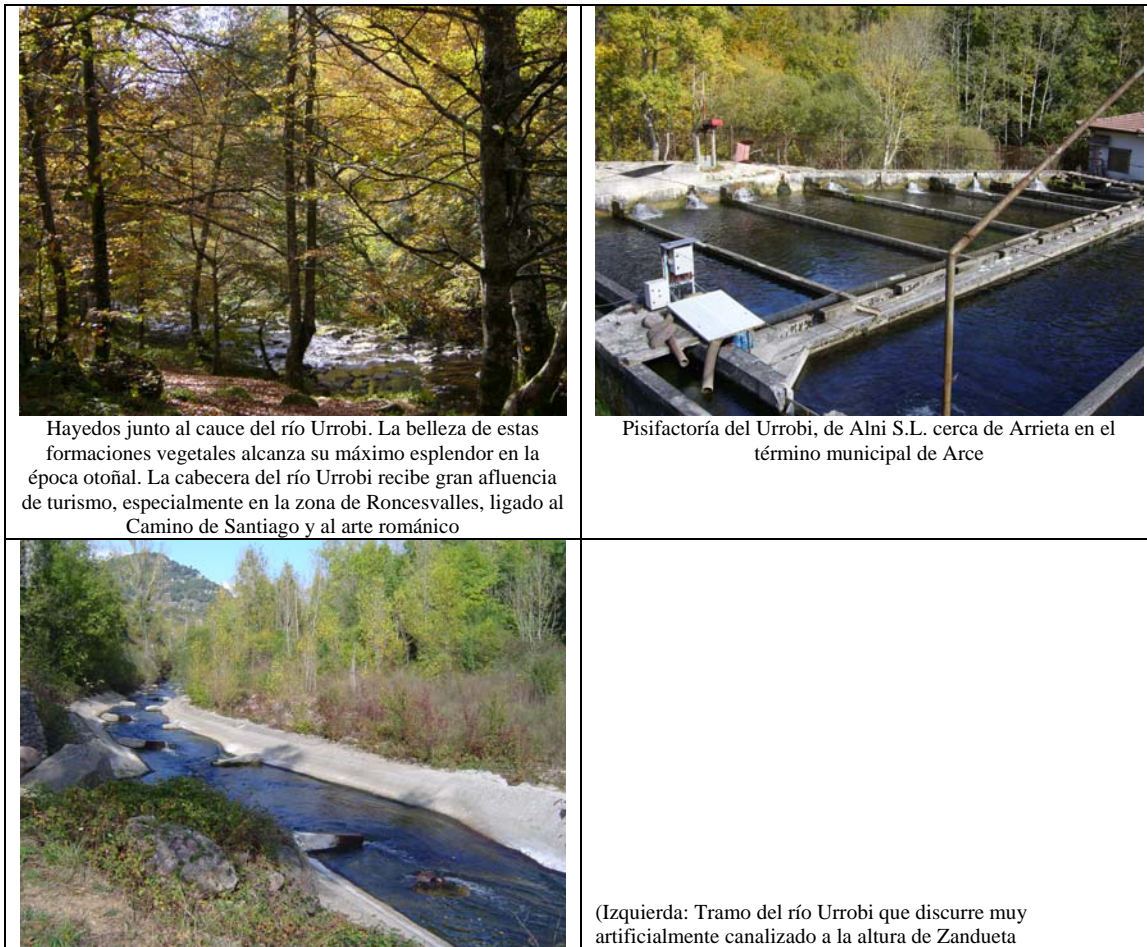 Hayedos junto al cauce del río Urrobi. La belleza de estas
formaciones vegetales alcanza su máximo esplendor en la
época otoñal. La cabecera del río Urrobi recibe gran afluencia
de turismo, especialmente en la zona de Roncesvalles, ligado al
Camino de Santiago y al arte románico
Pisifactoría del Urrobi, de Alni S.L. cerca de Arrieta en el
término municipal de Arce
(Izquierda: Tramo del río Urrobi que discurre muy
artificialmente canalizado a la altura de Zandueta